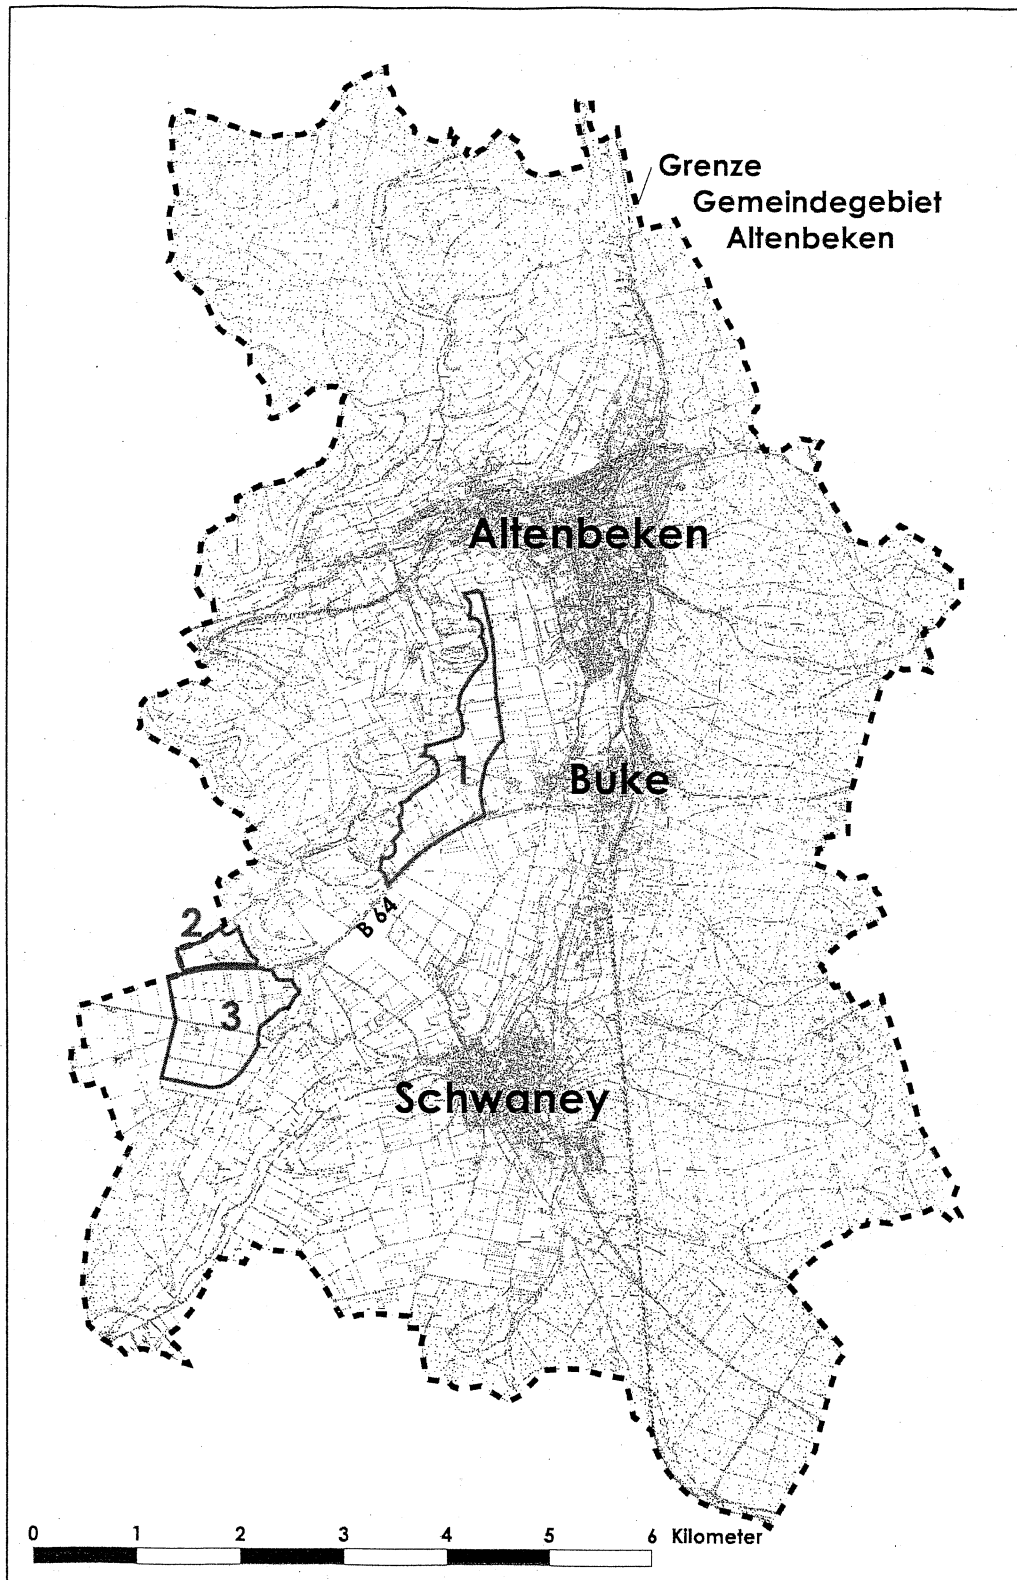 Grenze
Gemeindegebiet
Altenbeken
Altenbeken
1
Buke
B 64
2
3
Schwaney
0 1 2 3 4 5 6 Kilometer